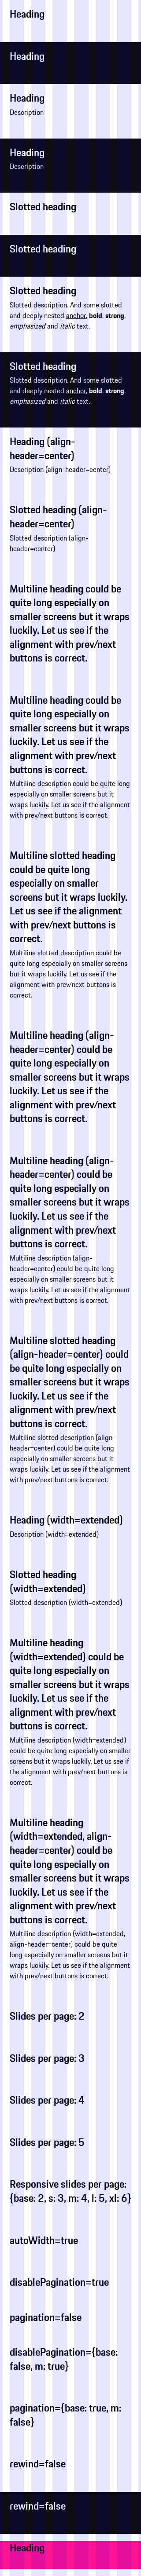 Heading
Heading
Heading
Description
Heading
Description
Slotted heading
Slotted heading
Slotted heading
Slotted description. And some slotted
and deeply nested anchor, bold, strong,
emphasized and italic text.
Slotted heading
Slotted description. And some slotted
and deeply nested anchor, bold, strong,
emphasized and italic text.
Heading (align-
header=center)
Description (align-header=center)
Slotted heading (align-
header=center)
Slotted description (align-
header=center)
Multiline heading could be
quite long especially on
smaller screens but it wraps
luckily. Let us see if the
alignment with prev/next
buttons is correct.
Multiline heading could be
quite long especially on
smaller screens but it wraps
luckily. Let us see if the
alignment with prev/next
buttons is correct.
Multiline description could be quite long
especially on smaller screens but it
wraps luckily. Let us see if the alignment
with prev/next buttons is correct.
Multiline slotted heading
could be quite long
especially on smaller
screens but it wraps luckily.
Let us see if the alignment
with prev/next buttons is
correct.
Multiline slotted description could be
quite long especially on smaller screens
but it wraps luckily. Let us see if the
alignment with prev/next buttons is
correct.
Multiline heading (align-
header=center) could be
quite long especially on
smaller screens but it wraps
luckily. Let us see if the
alignment with prev/next
buttons is correct.
Multiline heading (align-
header=center) could be
quite long especially on
smaller screens but it wraps
luckily. Let us see if the
alignment with prev/next
buttons is correct.
Multiline description (align-
header=center) could be quite long
especially on smaller screens but it
wraps luckily. Let us see if the alignment
with prev/next buttons is correct.
Multiline slotted heading
(align-header=center) could
be quite long especially on
smaller screens but it wraps
luckily. Let us see if the
alignment with prev/next
buttons is correct.
Multiline slotted description (align-
header=center) could be quite long
especially on smaller screens but it
wraps luckily. Let us see if the alignment
with prev/next buttons is correct.
Heading (width=extended)
Description (width=extended)
Slotted heading
(width=extended)
Slotted description (width=extended)
Multiline heading
(width=extended) could be
quite long especially on
smaller screens but it wraps
luckily. Let us see if the
alignment with prev/next
buttons is correct.
Multiline description (width=extended)
could be quite long especially on smaller
screens but it wraps luckily. Let us see if
the alignment with prev/next buttons is
correct.
Multiline heading
(width=extended, align-
header=center) could be
quite long especially on
smaller screens but it wraps
luckily. Let us see if the
alignment with prev/next
buttons is correct.
Multiline description (width=extended,
align-header=center) could be quite
long especially on smaller screens but it
wraps luckily. Let us see if the alignment
with prev/next buttons is correct.
Slides per page: 2
Slides per page: 3
Slides per page: 4
Slides per page: 5
Responsive slides per page:
{base: 2, s: 3, m: 4, l: 5, xl: 6}
autoWidth=true
disablePagination=true
pagination=false
disablePagination={base:
false, m: true}
pagination={base: true, m:
false}
rewind=false
rewind=false
Heading